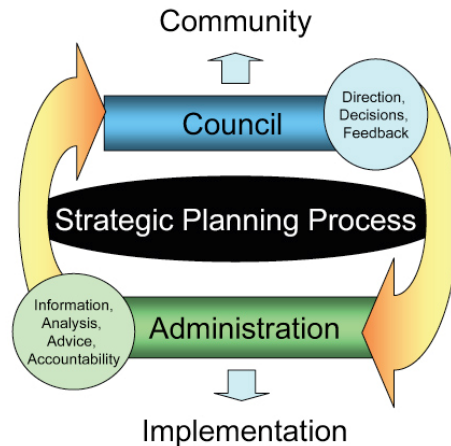 Community
Council
Direction,
Decisions,
Feedback
Strategic Planning Process
Information,
Analysis,
Advice,
Accountability
Administration
Implementation